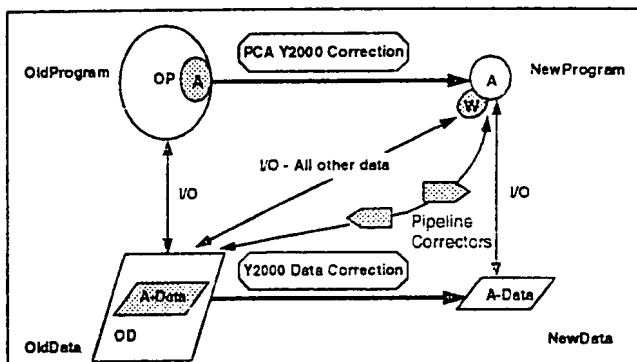 PCA Y2000 Correction
OldProgram
OP
A
A
NewProgram
W
I/O - All other data
I/O
I/O
Pipeline
Correctors
Y2000 Data Correction
A-Data
A-Data
OD
OldData
NewData